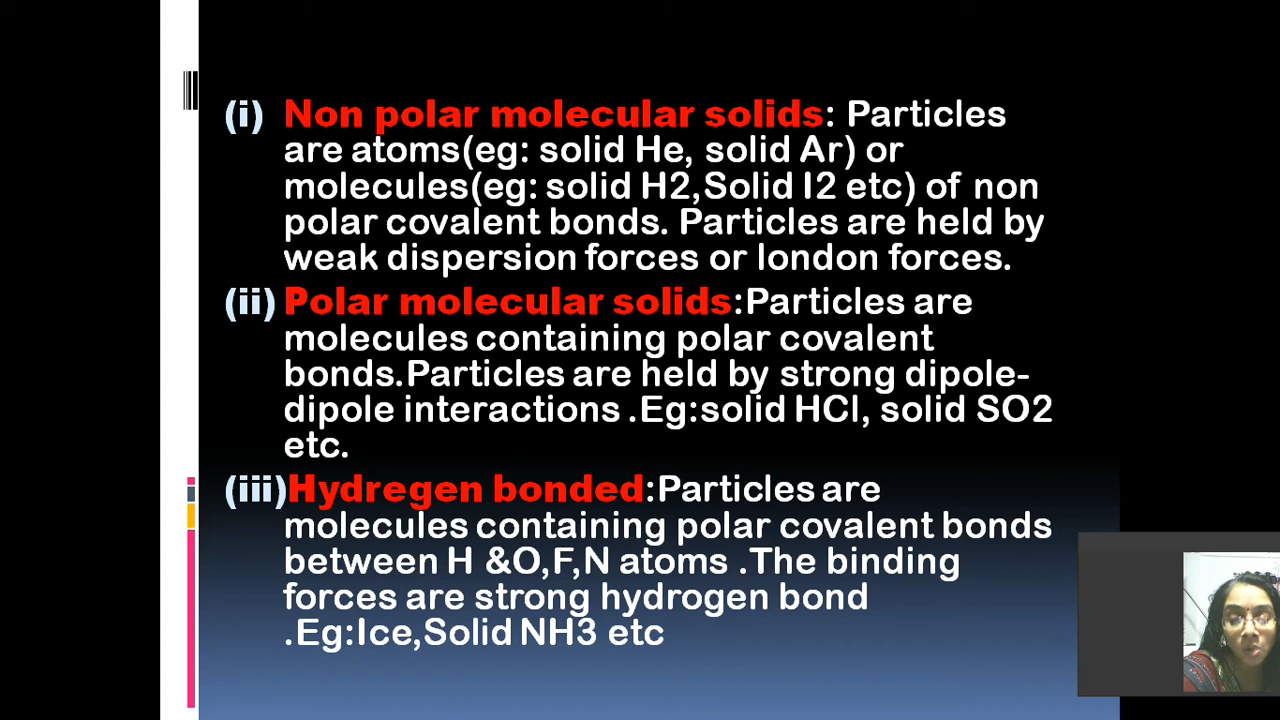 (i) Non polar molecular solids: Particles
are atoms(eg: solid He, solid Ar) or
molecules(eg: solid H2,Solid I2 etc) of non
polar covalent bonds. Particles are held by
weak dispersion forces or london forces.
(ii) Polar molecular solids:Particles are
molecules containing polar covalent
bonds.Particles are held by strong dipole-
dipole interactions .Eg:solid HCl, solid SO2
etc.
(iii)Hydregen bonded:Particles are
molecules containing polar covalent bonds
between H &O,F,N atoms .The binding
forces are strong hydrogen bond
.Eg:Ice,Solid NH3 etc